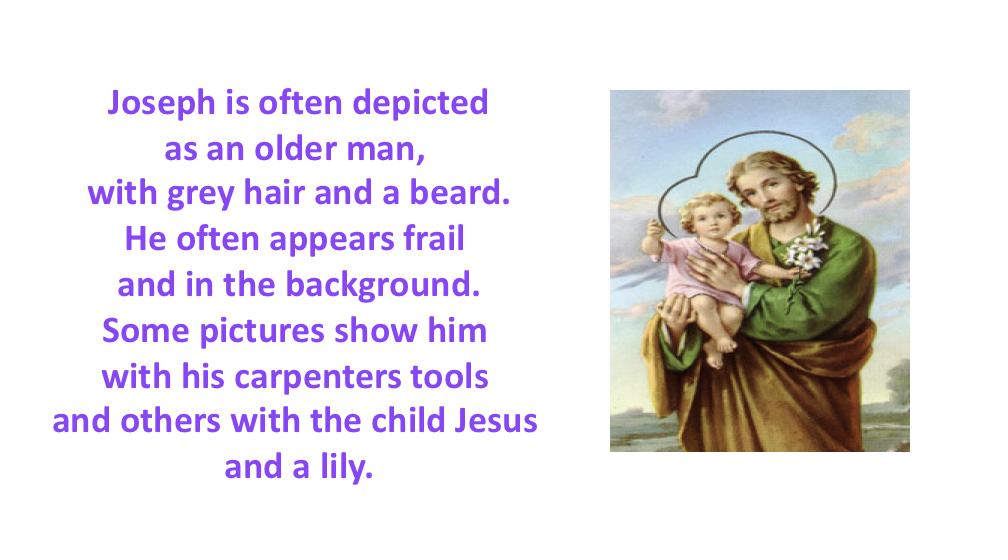 Joseph is often depicted
as an older man,
with grey hair and a beard.
He often appears frail
and in the background.
Some pictures show him
with his carpenters tools
and others with the child Jesus
and a lily.